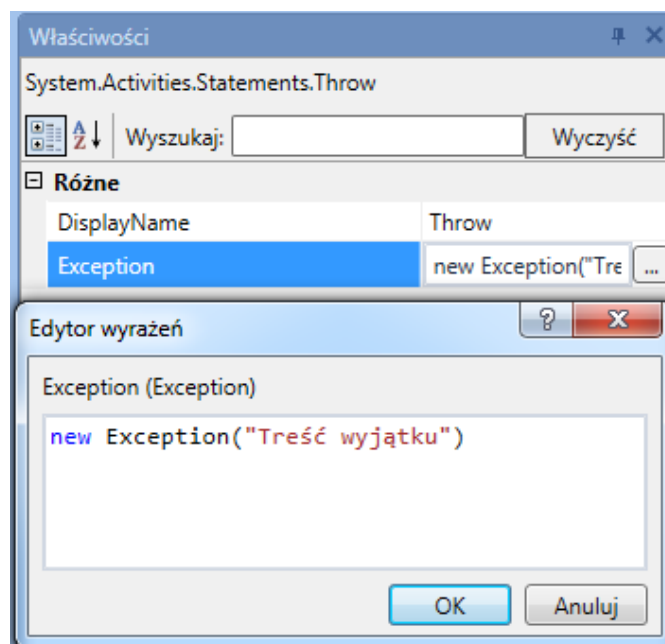 Właściwości
System.Activities.Statements.Throw
Wyszukaj: Wyczyść
Różne
DisplayName Throw
Exception new Exception("Tre ...
Edytor wyrażeń
Exception (Exception)
new Exception("Treść wyjątku")
OK Anuluj